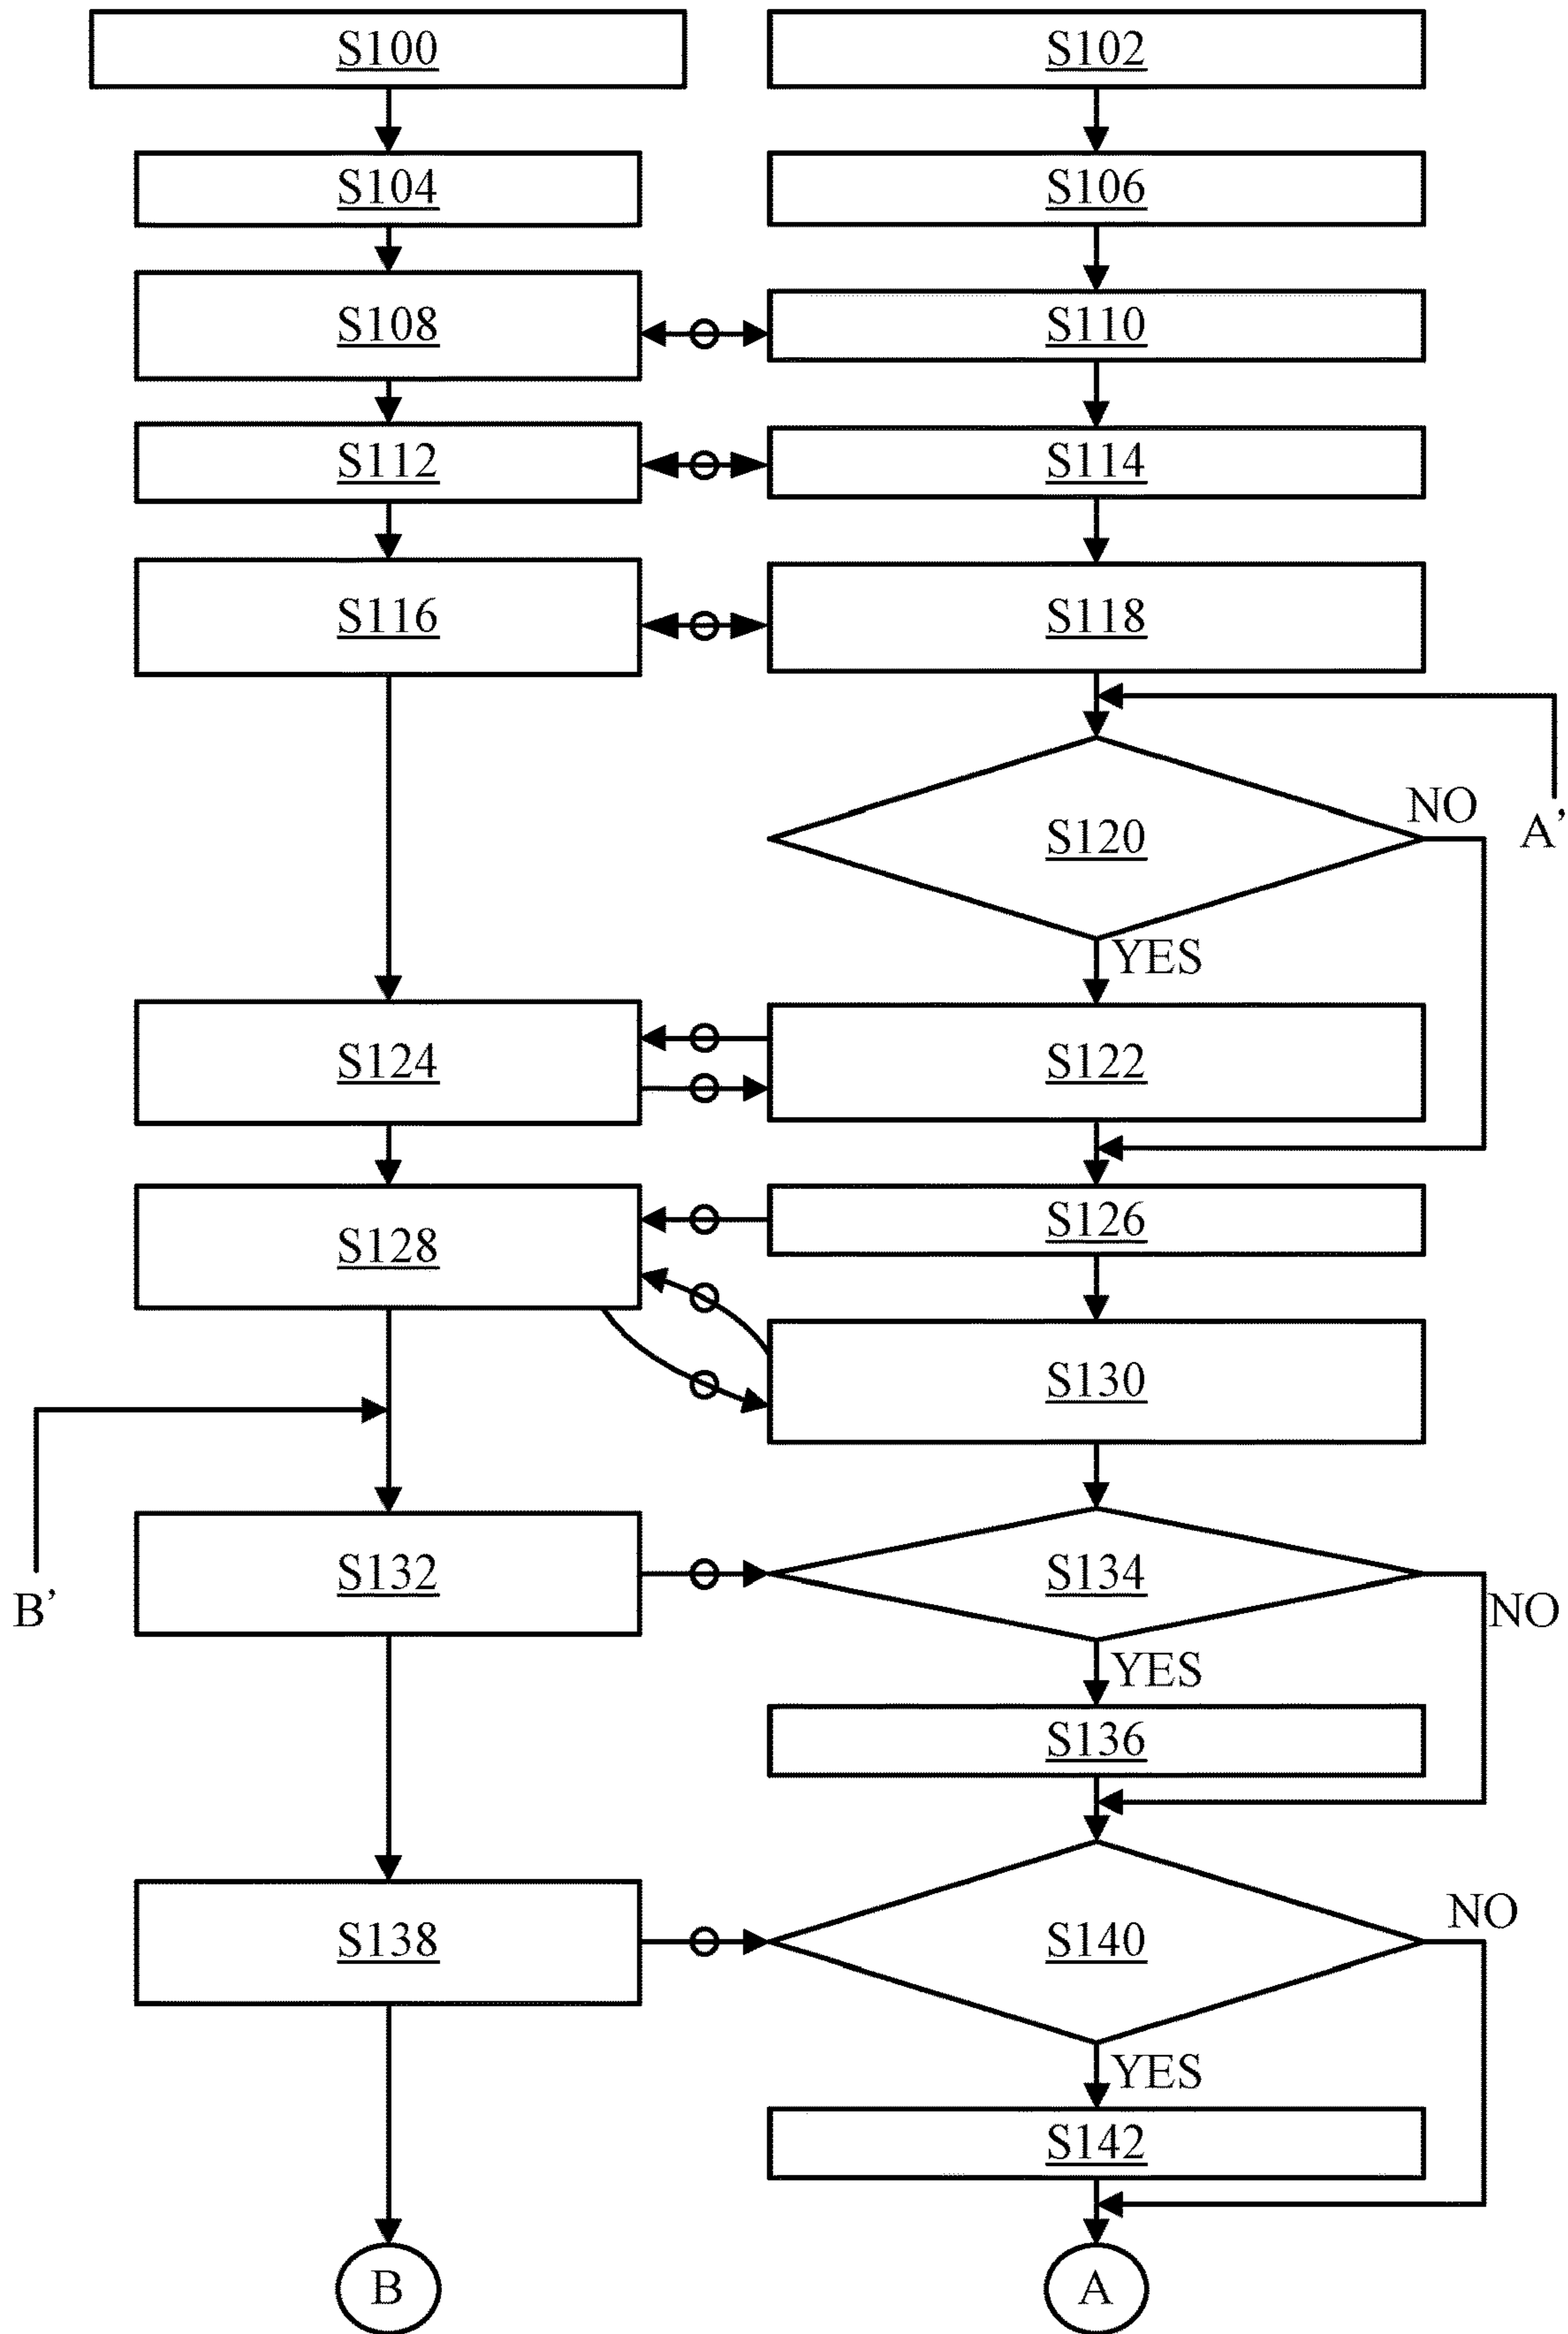 S100
S102
S104
S106
S108
S110
S112
S114
S116
S118
S120
NO
A'
YES
S124
S122
S128
S126
S130
B'
S132
S134
NO
YES
S136
S138
S140
NO
YES
S142
B
A